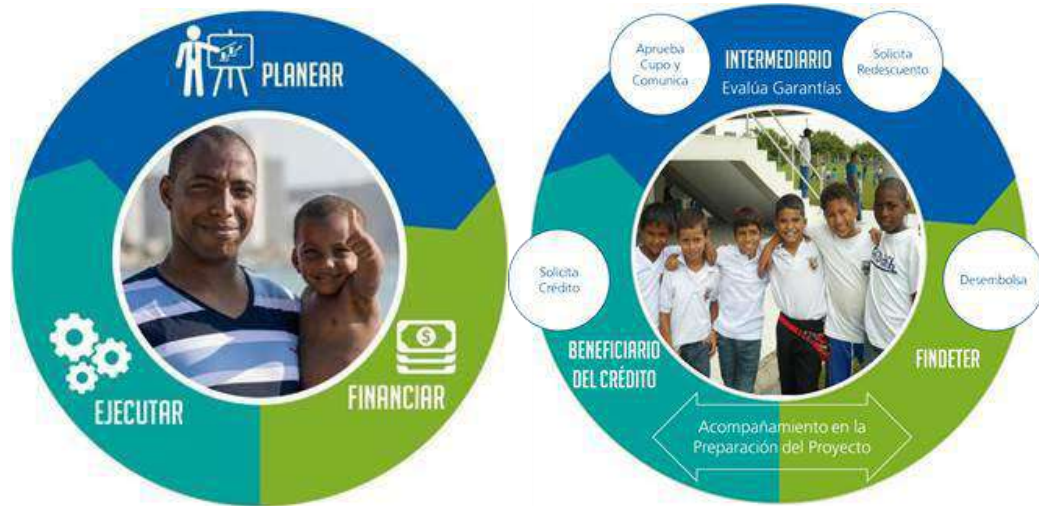 PLANEAR
EJECUTAR
FINANCIAR
Aprueba
Cupo y
Comunica
INTERMEDIARIO
Evalúa Garantías
Solicita
Redescuento
Solicita
Crédito
Desembolsa
BENEFICIARIO
DEL CRÉDITO
FINDETER
Acompañamiento en la
Preparación del Proyecto